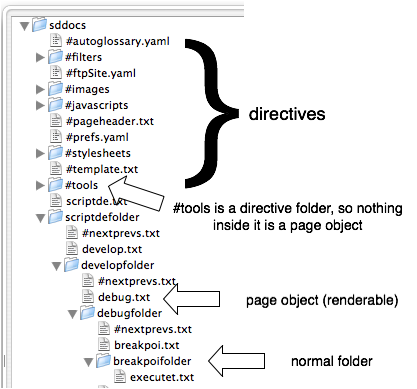 sddocs
#autoglossary.yaml
#filters
#ftpSite.yaml
#images
#javascripts
#pageheader.txt
#prefs.yaml
#stylesheets
#template.txt
#tools
scriptde.txt
scriptdefolder
#nextprevs.txt
develop.txt
developfolder
#nextprevs.txt
debug.txt
debugfolder
#nextprevs.txt
breakpoi.txt
breakpoifolder
executet.txt
directives
#tools is a directive folder, so nothing
inside it is a page object
page object (renderable)
normal folder